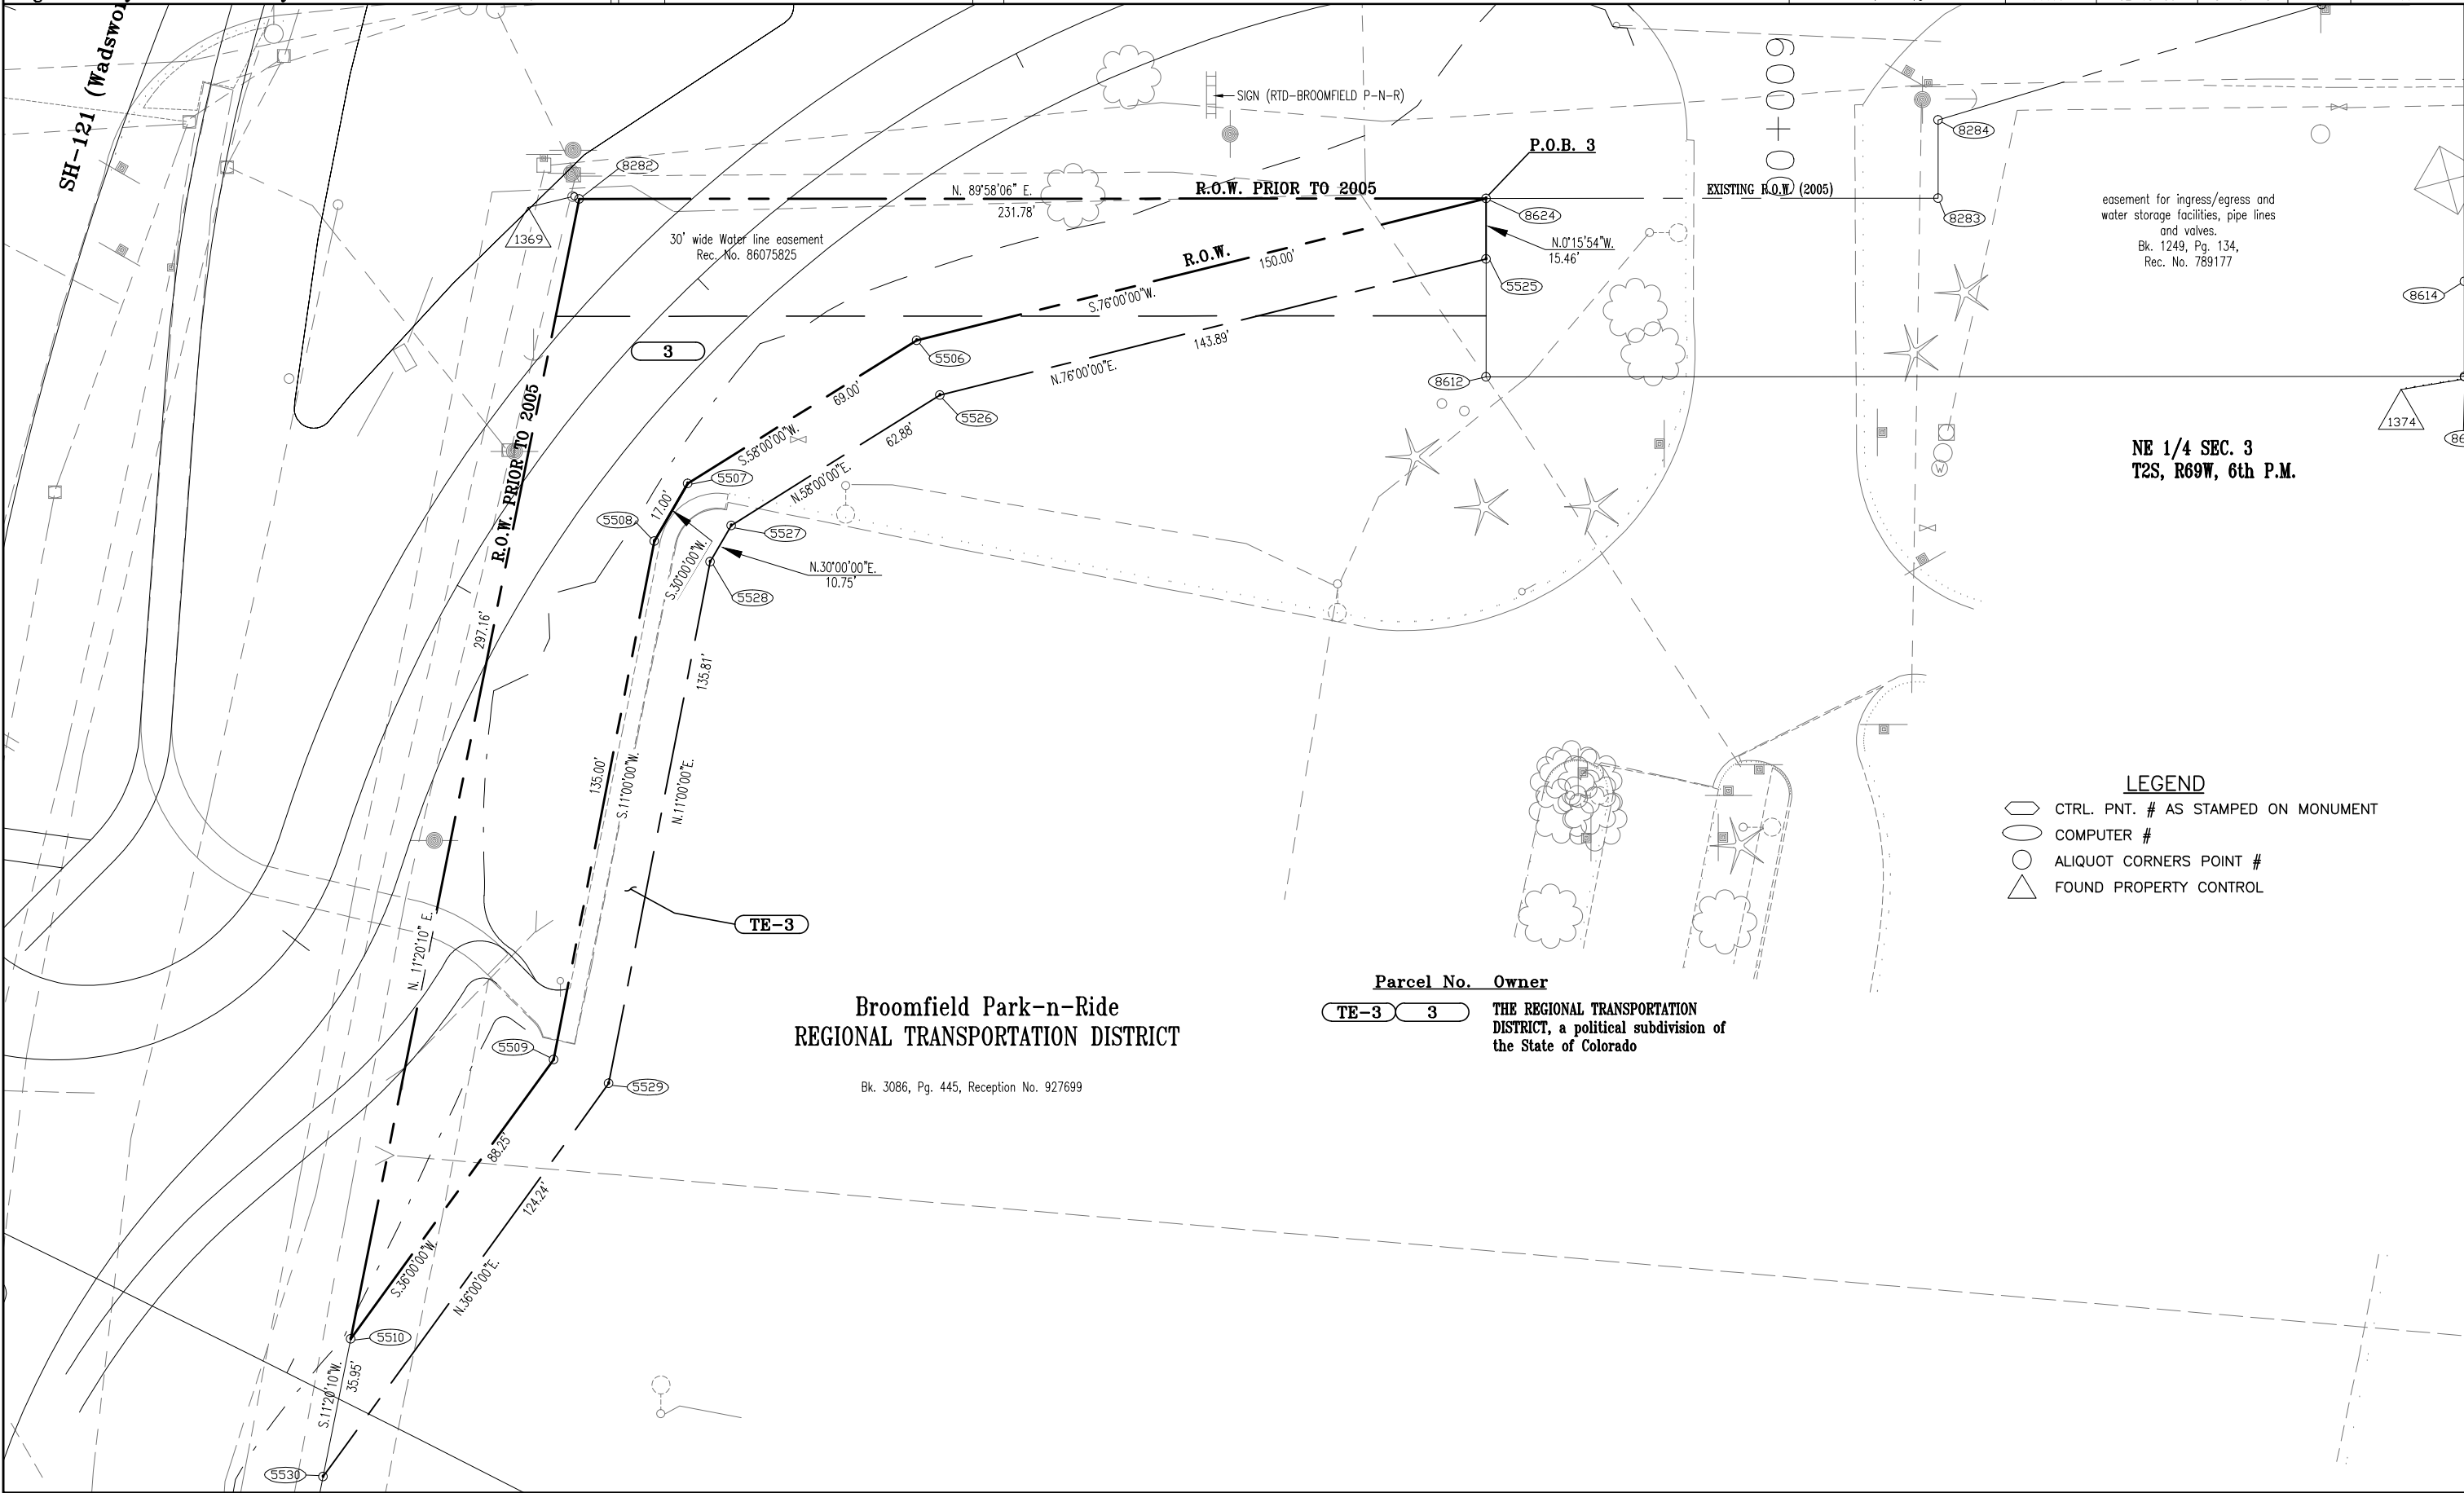 SH-121 (Wadswor
SIGN (RTD-BROOMFIELD P-N-R)
600+00
8284
P.O.B. 3
8282
N. 89°58'06" E.
231.78'
R.O.W. PRIOR TO 2005
EXISTING R.O.W. (2005)
8624
8283
easement for ingress/egress and
water storage facilities, pipe lines
and valves.
Bk. 1249, Pg. 134,
Rec. No. 789177
1369
30' wide Water line easement
Rec. No. 86075825
R.O.W.
150.00'
N.0°15'54"W.
15.46'
5525
8614
S.76°00'00"W.
143.89'
N.76°00'00"E.
3
5506
8612
1374
5526
69.00'
62.88'
S.58°00'00"W.
N.58°00'00"E.
NE 1/4 SEC. 3
T2S, R69W, 6th P.M.
R.O.W. PRIOR TO 2005
5507
17.00'
5508
5527
S.30°00'00"W.
N.30°00'00"E.
10.75'
5528
297.16'
135.81'
135.00'
S.11°00'00"W.
N.11°00'00"E.
LEGEND
CTRL. PNT. # AS STAMPED ON MONUMENT
COMPUTER #
ALIQUOT CORNERS POINT #
FOUND PROPERTY CONTROL
W
TE-3
N. 11°20'10" E.
Broomfield Park-n-Ride
REGIONAL TRANSPORTATION DISTRICT
Bk. 3086, Pg. 445, Reception No. 927699
Parcel No. Owner
TE-3 3
THE REGIONAL TRANSPORTATION
DISTRICT, a political subdivision of
the State of Colorado
5509
5529
88.25'
124.24'
S.36°00'00"W.
N.36°00'00"E.
5510
S.11°20'10"W.
35.95'
5530